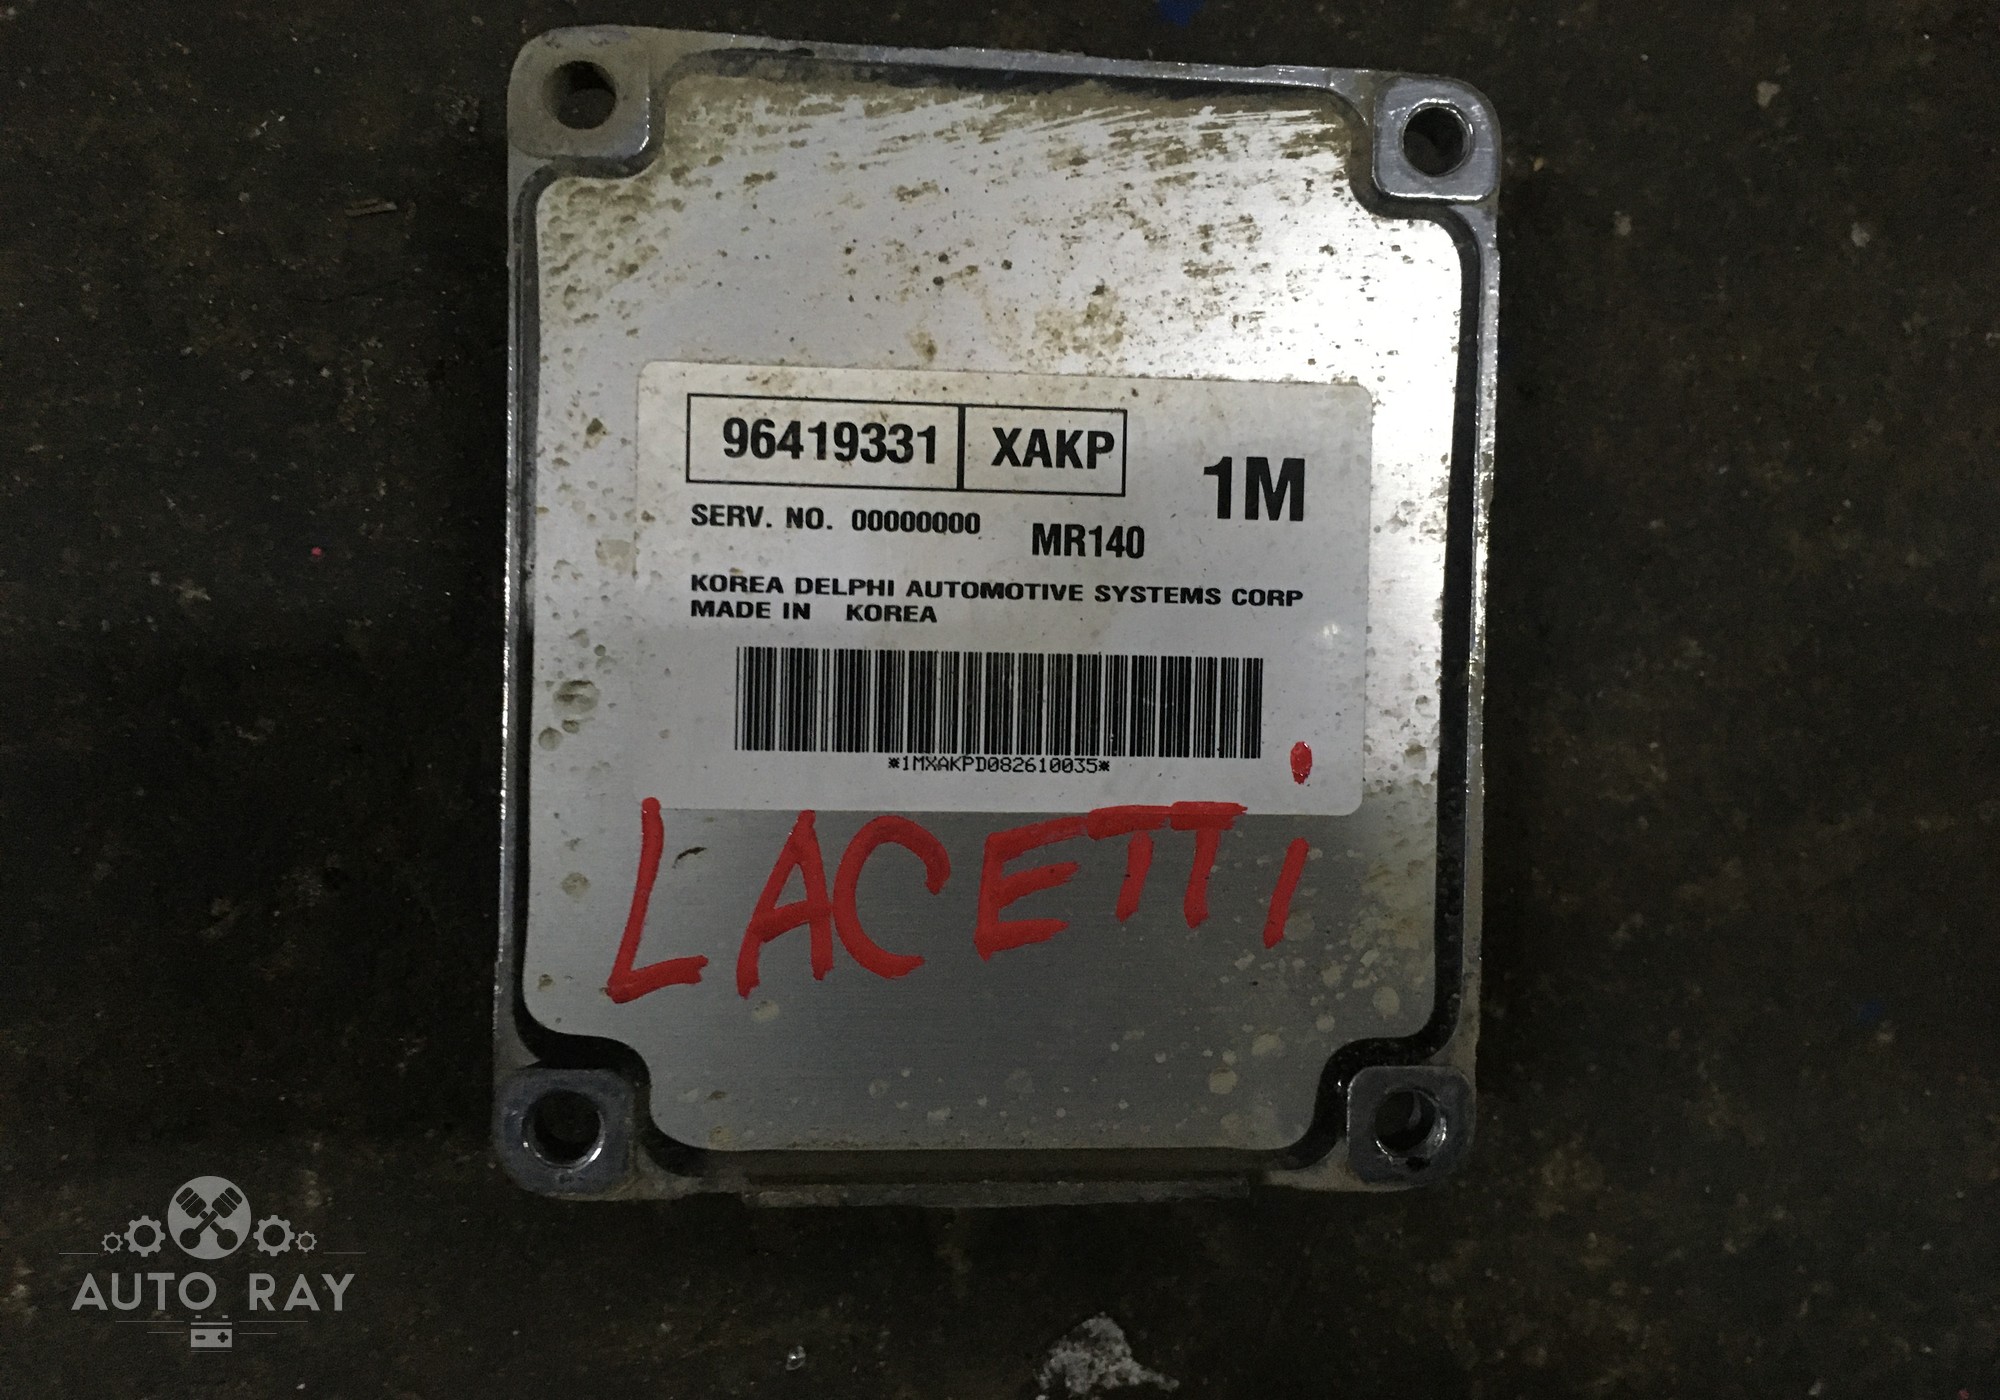 96419331 XAKP
1M
SERV. NO. 00000000 MR140
KOREA DELPHI AUTOMOTIVE SYSTEMS CORP
MADE IN KOREA
*1MXAKPD082610035*
LACETTi
AUTO RAY